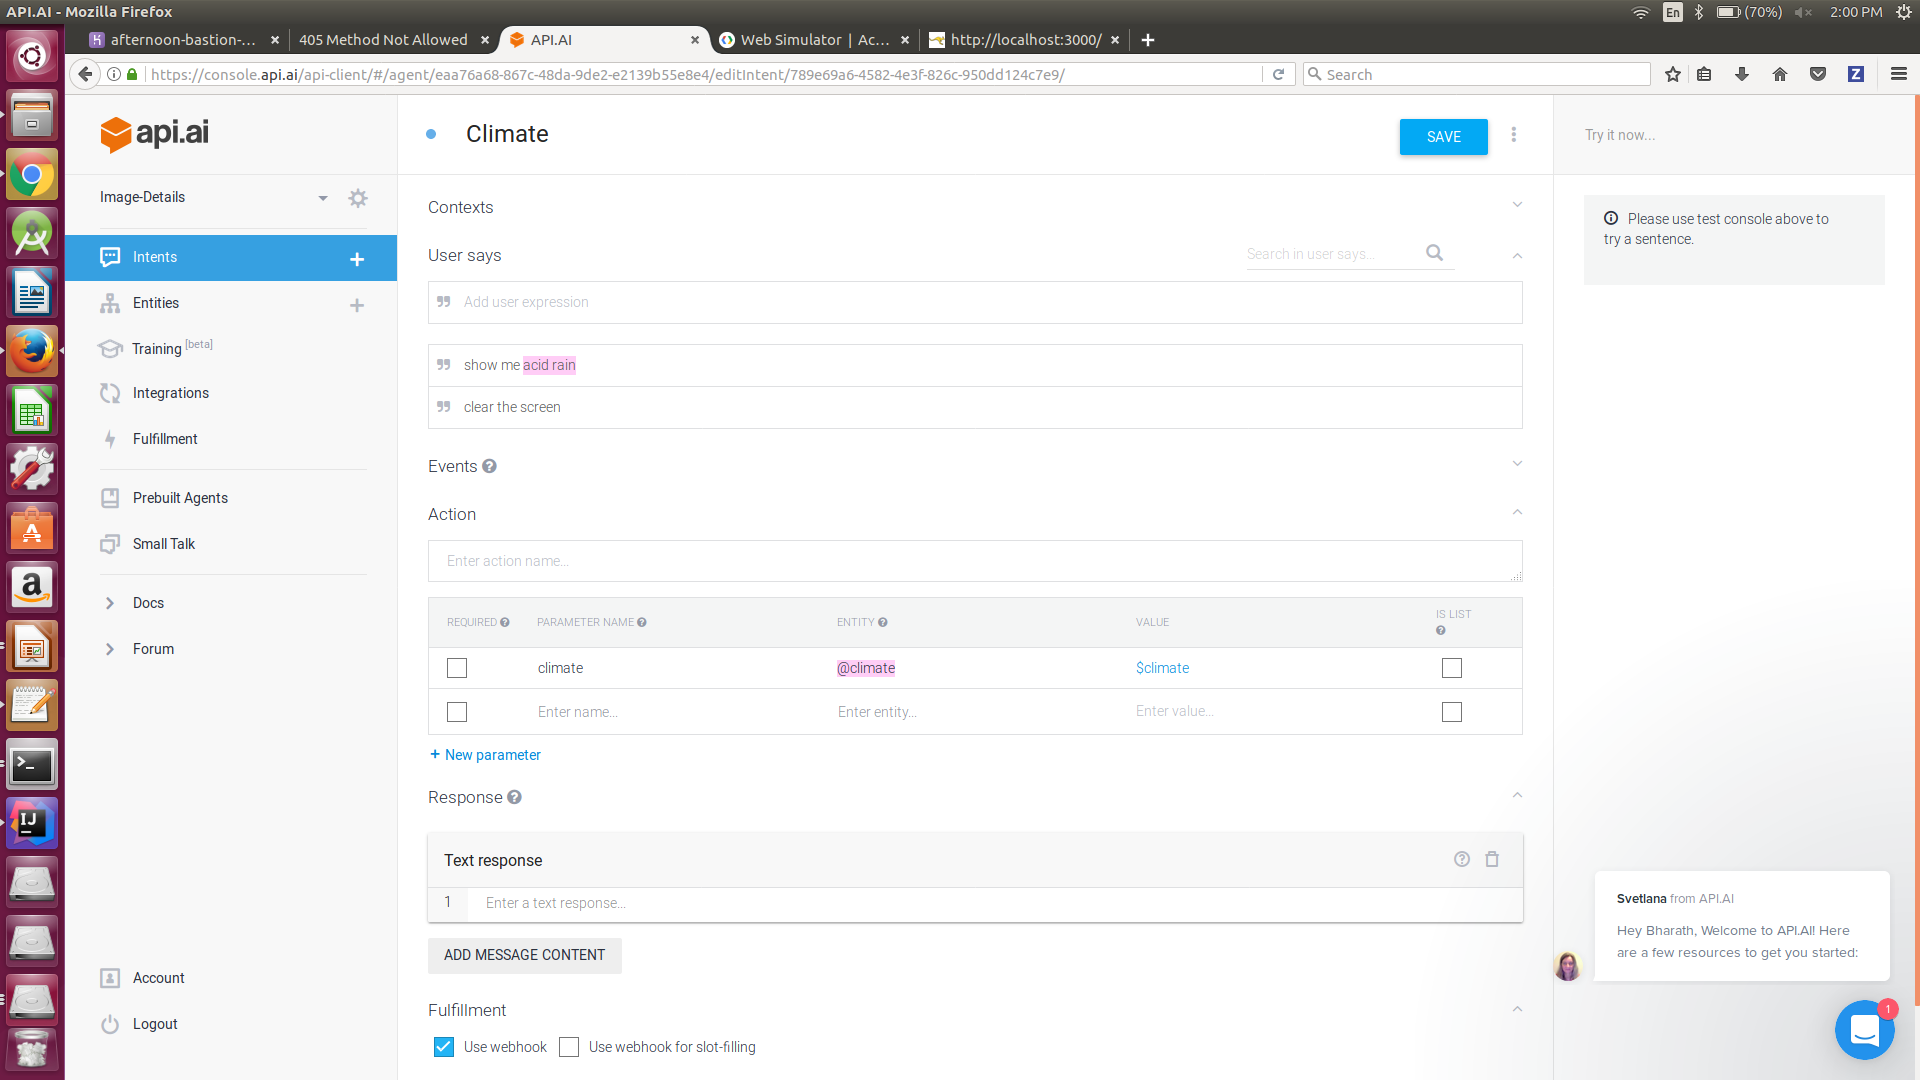 API.AI - Mozilla Firefox
En
(70%)
2:00 PM
afternoon-bastion-...
405 Method Not Allowed
API.AI
Web Simulator | Ac...
http://localhost:3000/
https://console.api.ai/api-client/#/agent/eaa76a68-867c-48da-9de2-e2139b55e8e4/editIntent/789e69a6-4582-4e3f-826c-950dd124c7e9/
Search
api.ai
Climate
SAVE
Try it now...
Image-Details
Intents
Entities
Training [beta]
Integrations
Fulfillment
Prebuilt Agents
Small Talk
Docs
Forum
Account
Logout
Contexts
User says
Search in user says...
Add user expression
show me acid rain
clear the screen
Events
Action
Enter action name...
REQUIRED PARAMETER NAME ENTITY VALUE IS LIST
climate @climate $climate
Enter name... Enter entity... Enter value...
+ New parameter
Response
Text response
1 Enter a text response...
ADD MESSAGE CONTENT
Fulfillment
Use webhook Use webhook for slot-filling
Please use test console above to
try a sentence.
Svetlana from API.AI
Hey Bharath, Welcome to API.AI! Here
are a few resources to get you started:
1